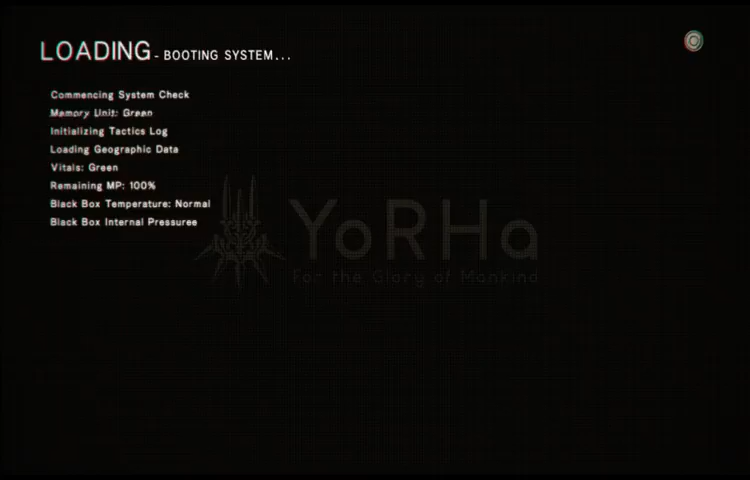 LOADING - BOOTING SYSTEM...
Commencing System Check
Memory Unit: Green
Initializing Tactics Log
Loading Geographic Data
Vitals: Green
Remaining MP: 100%
Black Box Temperature: Normal
Black Box Internal Pressuree
YoRHa
For the Glory of Mankind